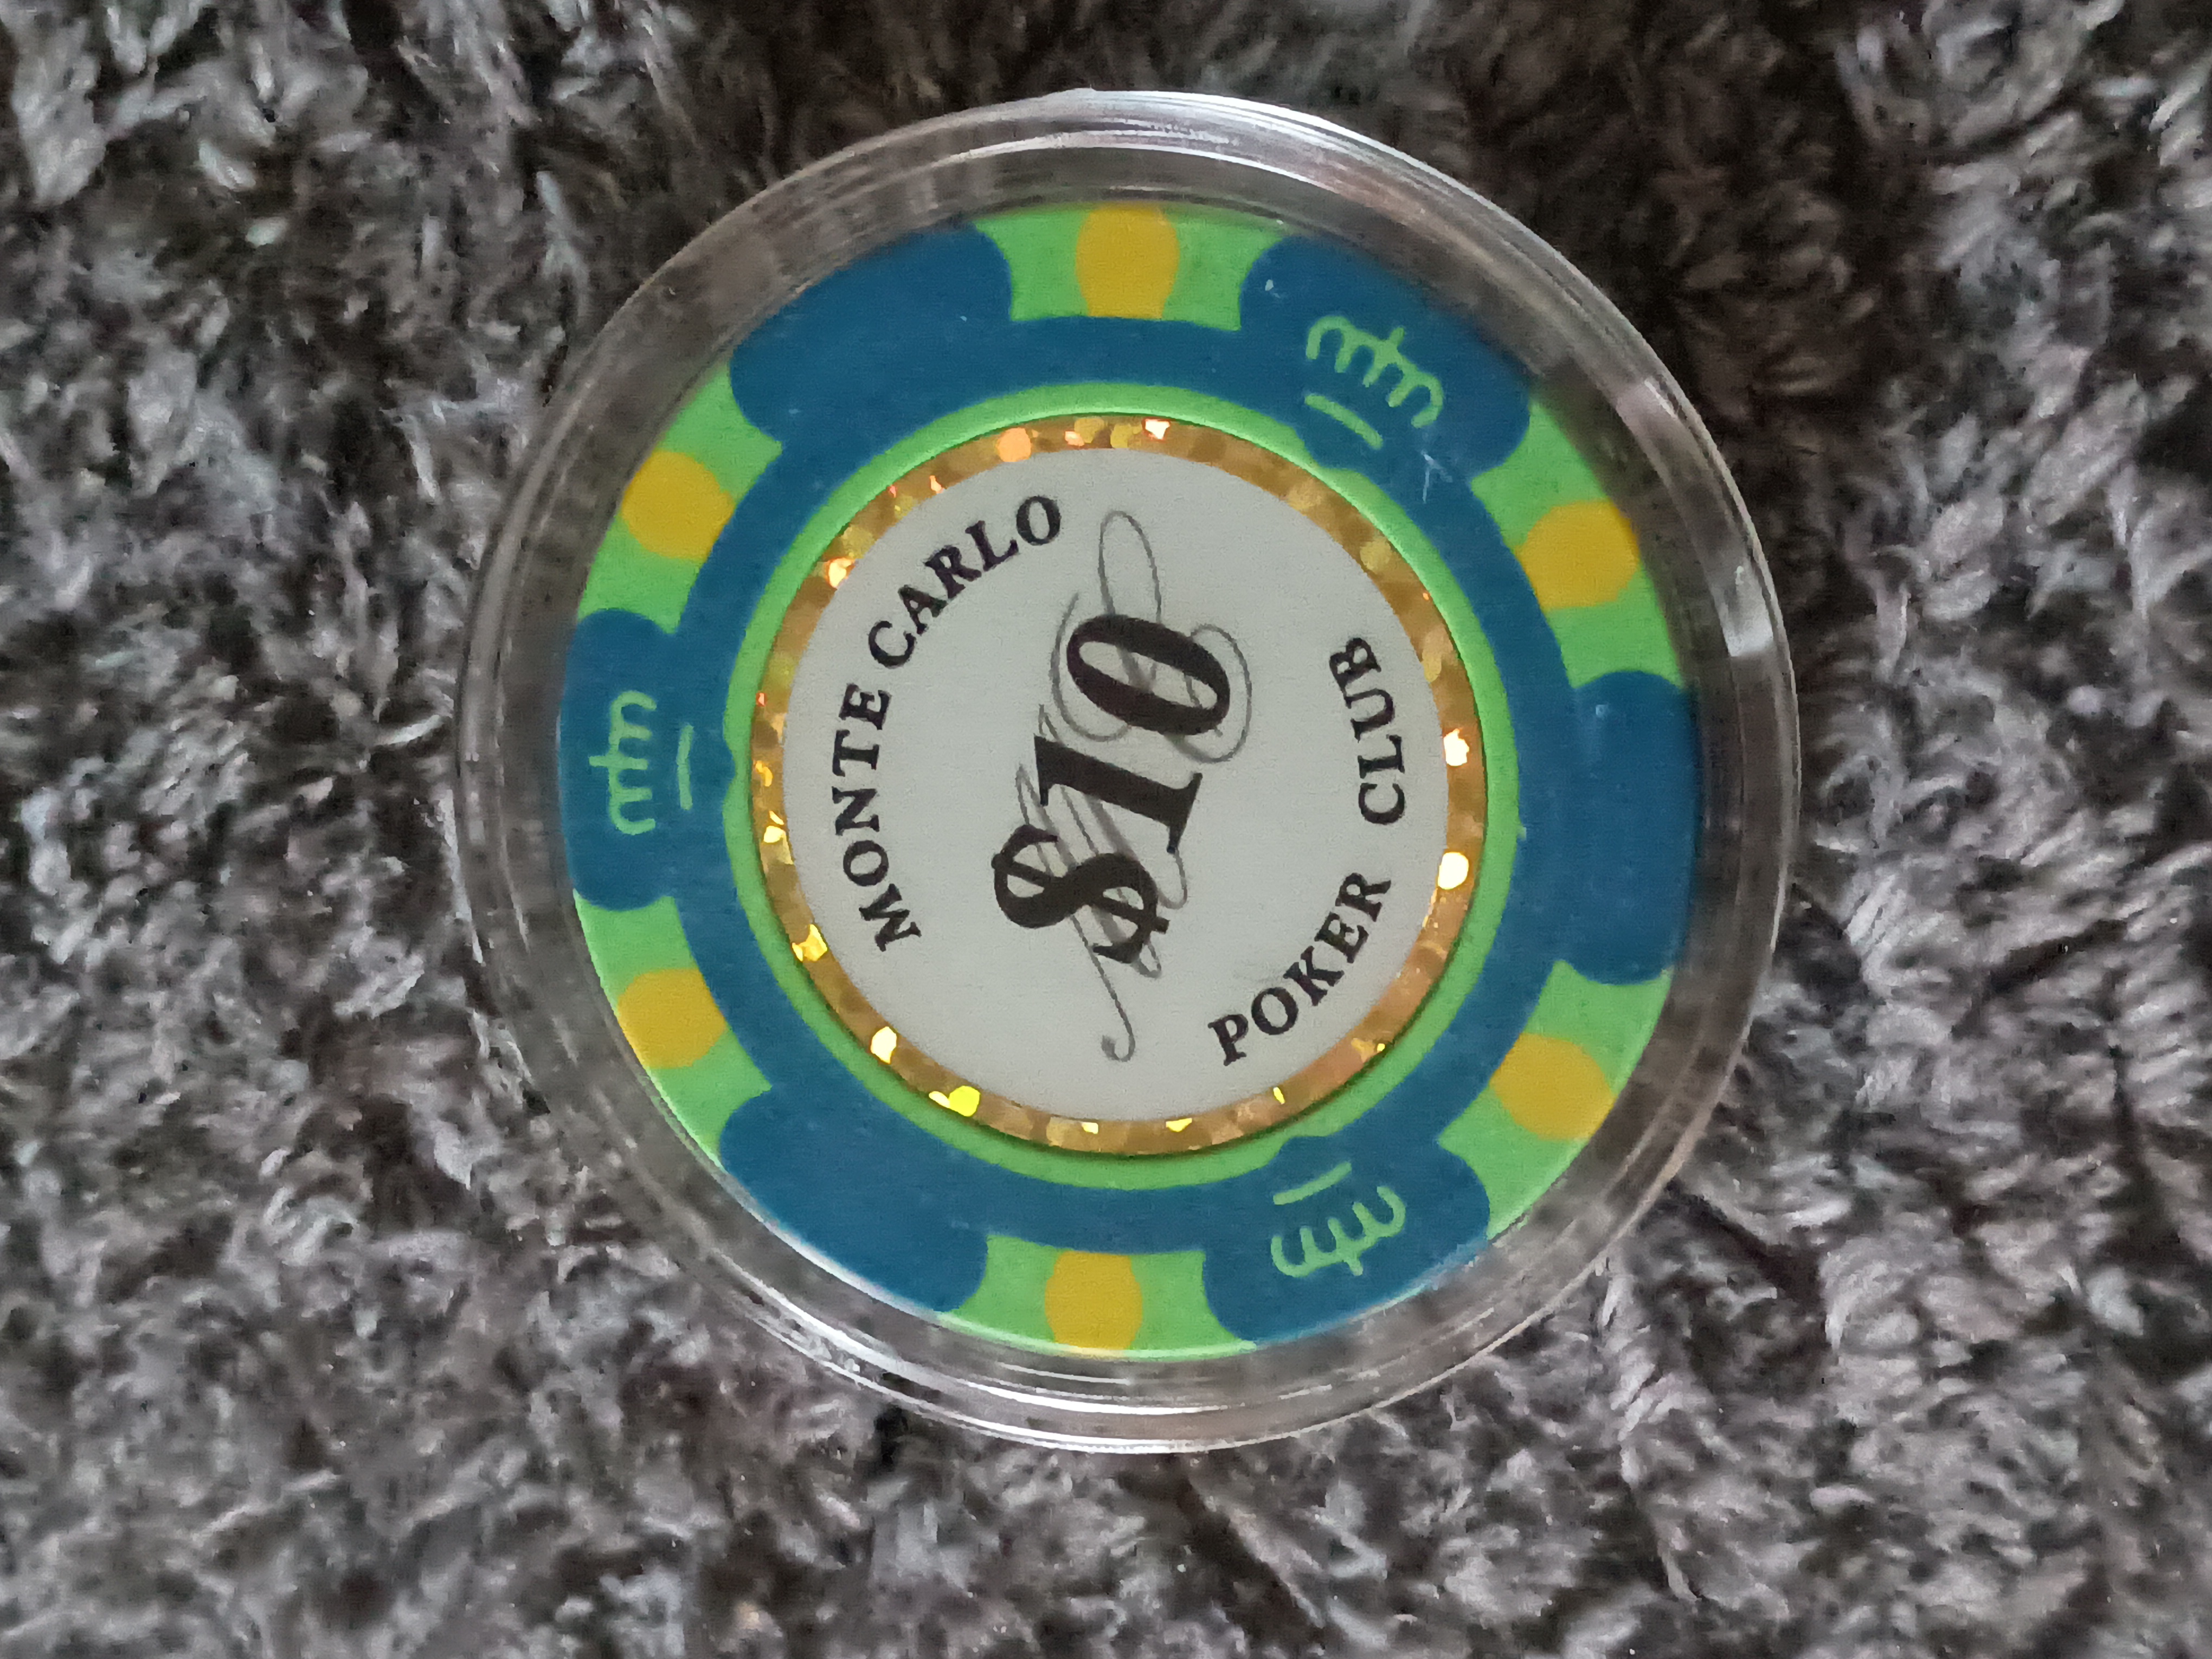 MONTE CARLO
$10
POKER CLUB